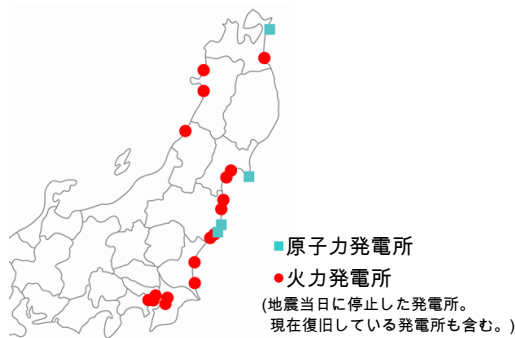 原子力発電所
火力発電所
(地震当日に停止した発電所。
現在復旧している発電所も含む。)